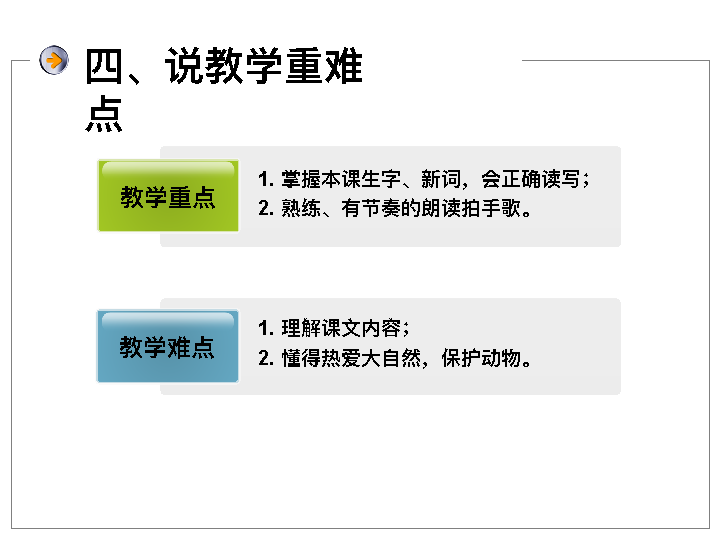 四、说教学重难
点
教学重点
1. 掌握本课生字、新词，会正确读写；
2. 熟练、有节奏的朗读拍手歌。
教学难点
1. 理解课文内容；
2. 懂得热爱大自然，保护动物。